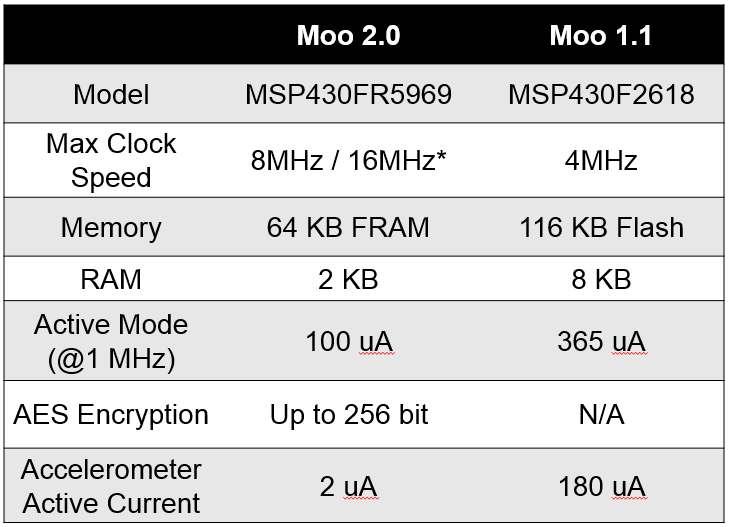 Moo 2.0 Moo 1.1
Model MSP430FR5969 MSP430F2618
Max Clock
Speed 8MHz / 16MHz* 4MHz
Memory 64 KB FRAM 116 KB Flash
RAM 2 KB 8 KB
Active Mode
(@1 MHz) 100 uA 365 uA
AES Encryption Up to 256 bit N/A
Accelerometer
Active Current 2 uA 180 uA